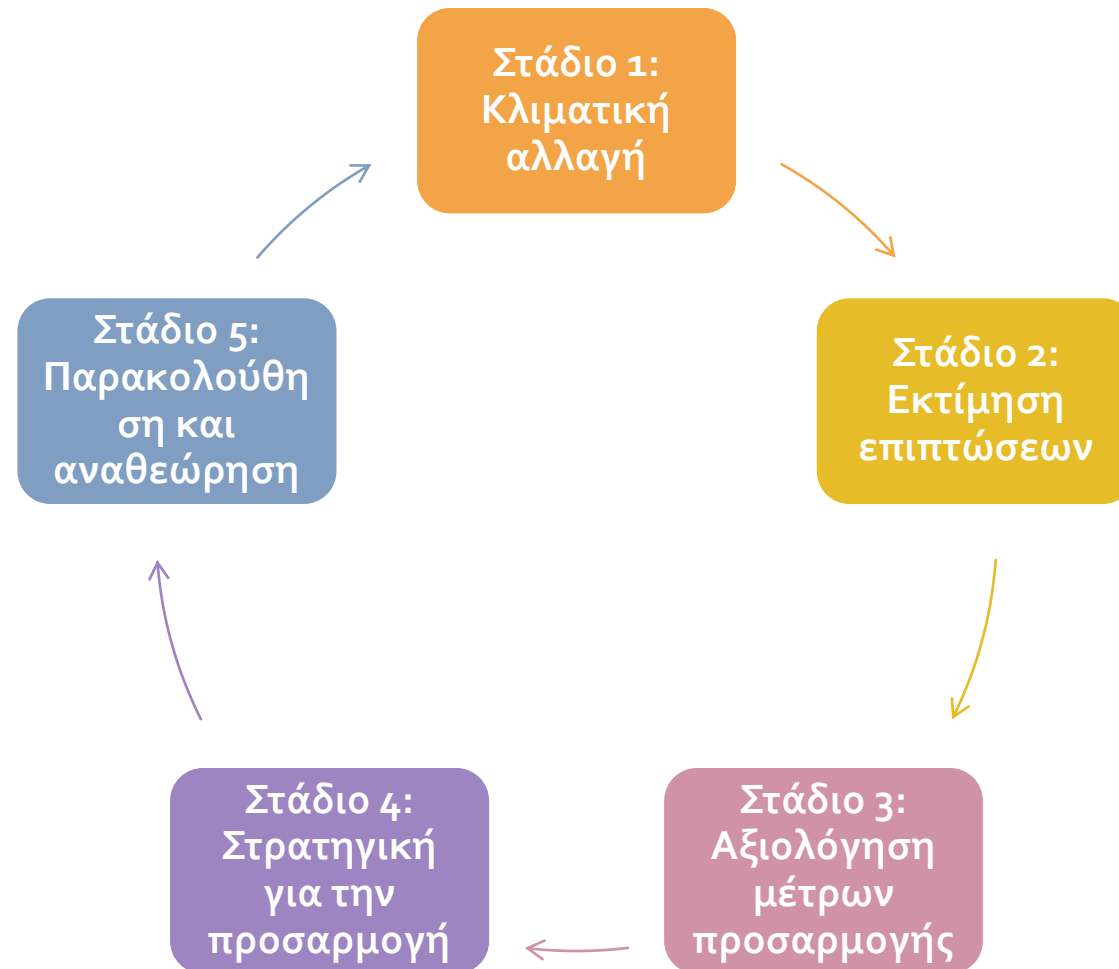 Στάδιο 1:
Κλιματική
αλλαγή
Στάδιο 2:
Εκτίμηση
επιπτώσεων
Στάδιο 3:
Αξιολόγηση
μέτρων
προσαρμογής
Στάδιο 4:
Στρατηγική
για την
προσαρμογή
Στάδιο 5:
Παρακολούθη
ση και
αναθεώρηση